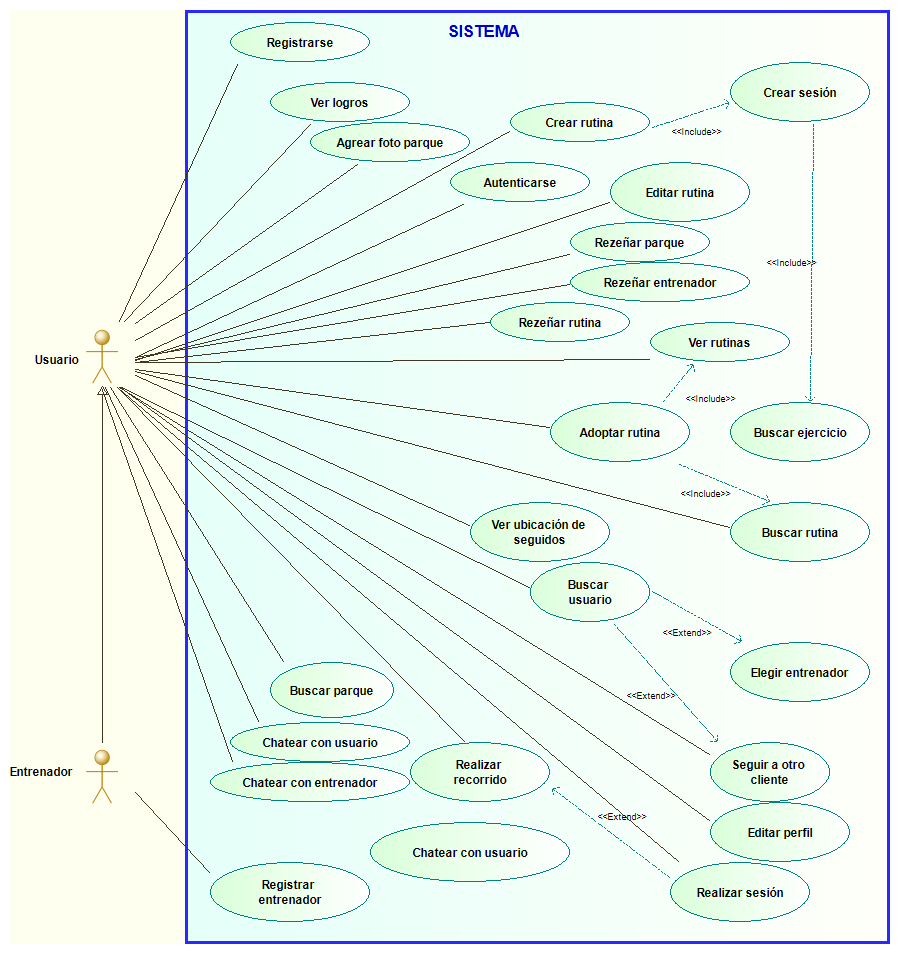 SISTEMA
Registrarse
Ver logros
Agrear foto parque
Crear rutina
<<Include>>
Crear sesión
Autenticarse
Editar rutina
Rezeñar parque
Rezeñar entrenador
<<Include>>
Rezeñar rutina
Ver rutinas
Usuario
<<Include>>
Adoptar rutina
Buscar ejercicio
<<Include>>
Ver ubicación de
seguidos
Buscar rutina
Buscar
usuario
<<Extend>>
Elegir entrenador
<<Extend>>
Buscar parque
Chatear con usuario
Chatear con entrenador
Realizar
recorrido
Seguir a otro
cliente
Entrenador
<<Extend>>
Editar perfil
Chatear con usuario
Registrar
entrenador
Realizar sesión